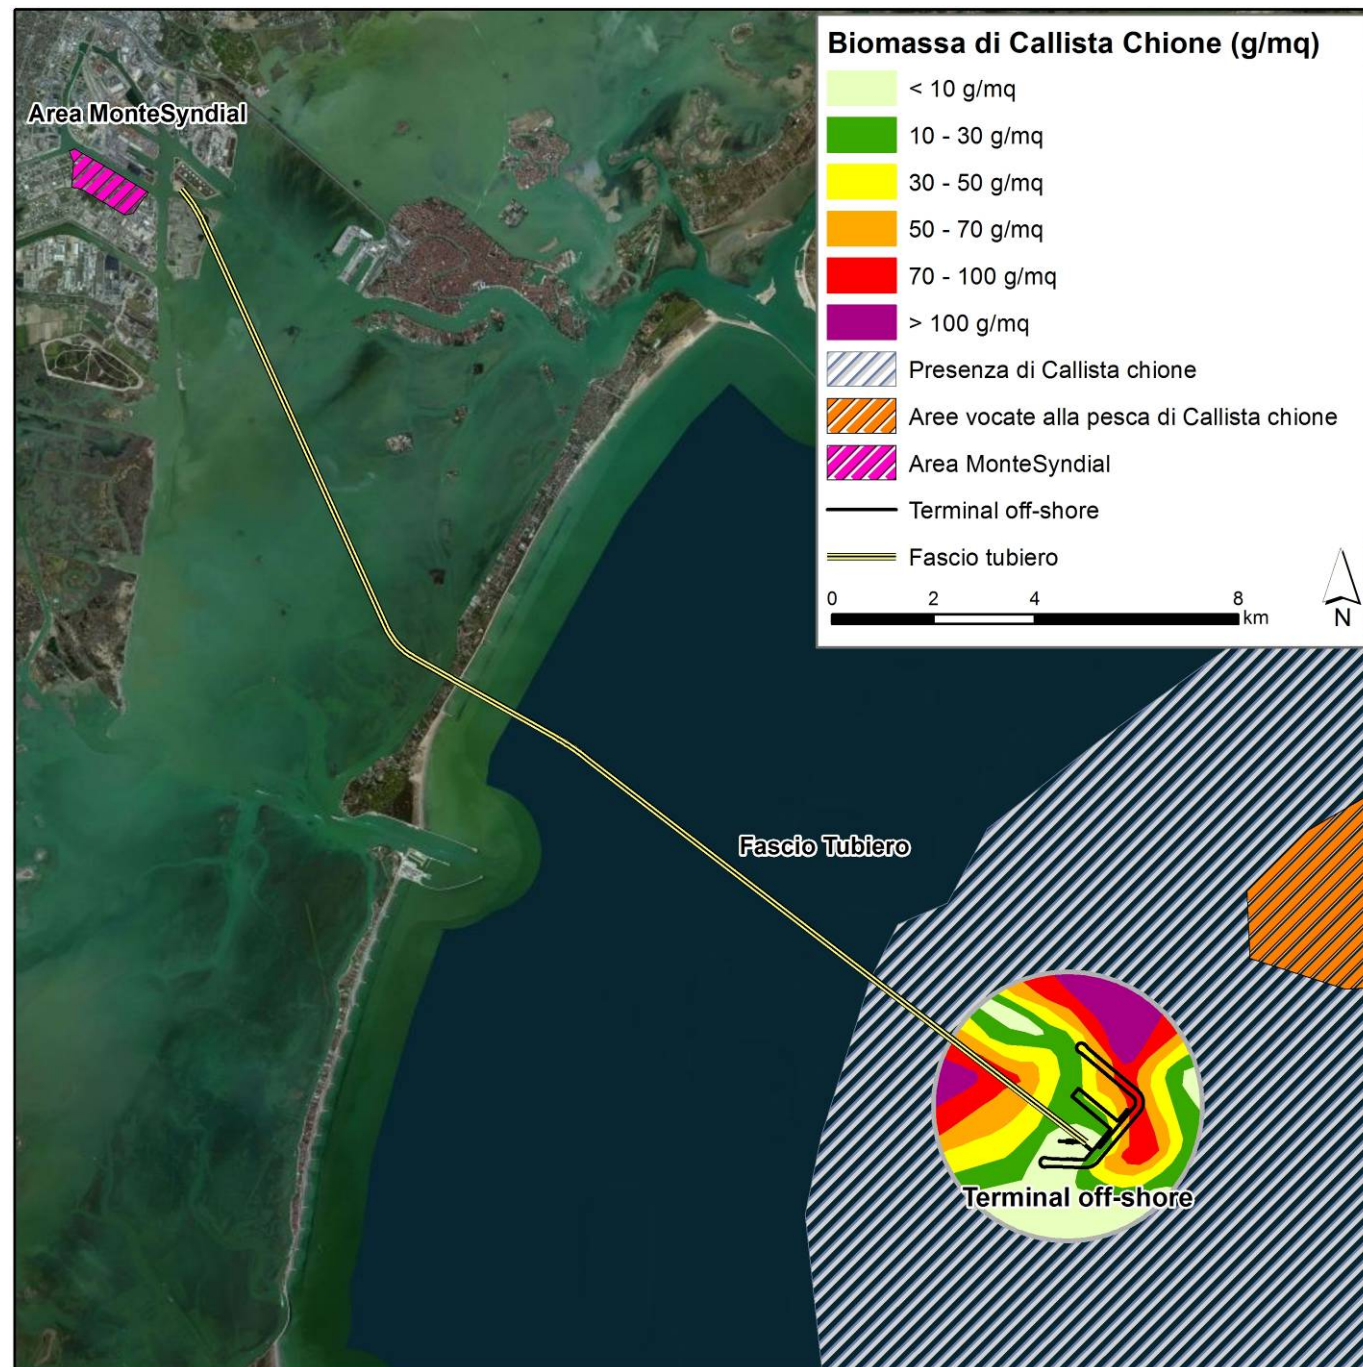 Area MonteSyndial
Biomassa di Callista Chione (g/mq)
< 10 g/mq
10 - 30 g/mq
30 - 50 g/mq
50 - 70 g/mq
70 - 100 g/mq
> 100 g/mq
Presenza di Callista chione
Aree vocate alla pesca di Callista chione
Area MonteSyndial
Terminal off-shore
Fascio tubiero
0 2 4 8
km
N
Fascio Tubiero
Terminal off-shore